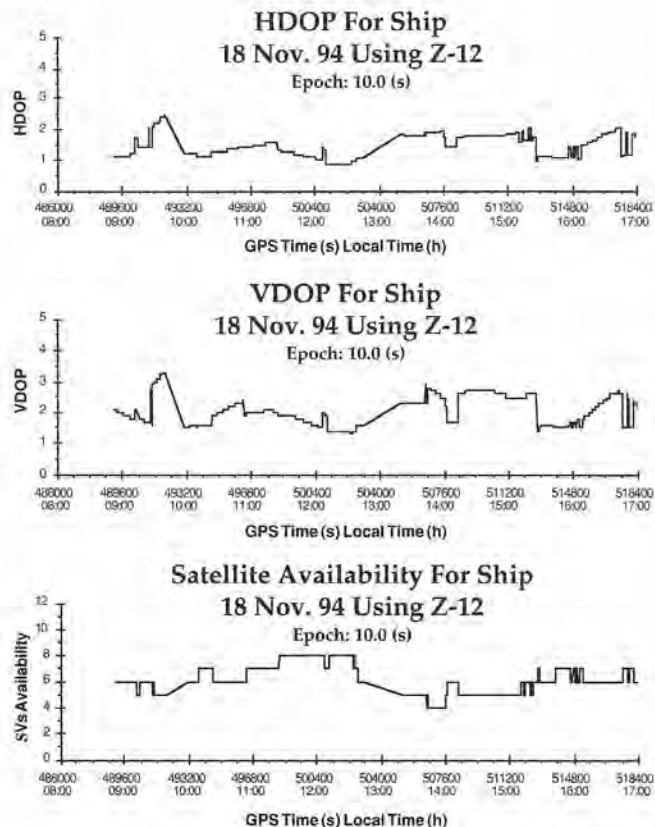 HDOP For Ship
18 Nov. 94 Using Z-12
Epoch: 10.0 (s)
5
4
3
2
1
0
HDOP
486000 489600 493200 496800 500400 504000 507600 511200 514800 518400
08:00 09:00 10:00 11:00 12:00 13:00 14:00 15:00 16:00 17:00
GPS Time (s) Local Time (h)
VDOP For Ship
18 Nov. 94 Using Z-12
Epoch: 10.0 (s)
5
4
3
2
1
0
VDOP
486000 489600 493200 496800 500400 504000 507600 511200 514800 518400
08:00 09:00 10:00 11:00 12:00 13:00 14:00 15:00 16:00 17:00
GPS Time (s) Local Time (h)
Satellite Availability For Ship
18 Nov. 94 Using Z-12
Epoch: 10.0 (s)
12
10
8
6
4
2
0
SVs Availability
486000 489600 493200 496800 500400 504000 507600 511200 514800 518400
08:00 09:00 10:00 11:00 12:00 13:00 14:00 15:00 16:00 17:00
GPS Time (s) Local Time (h)